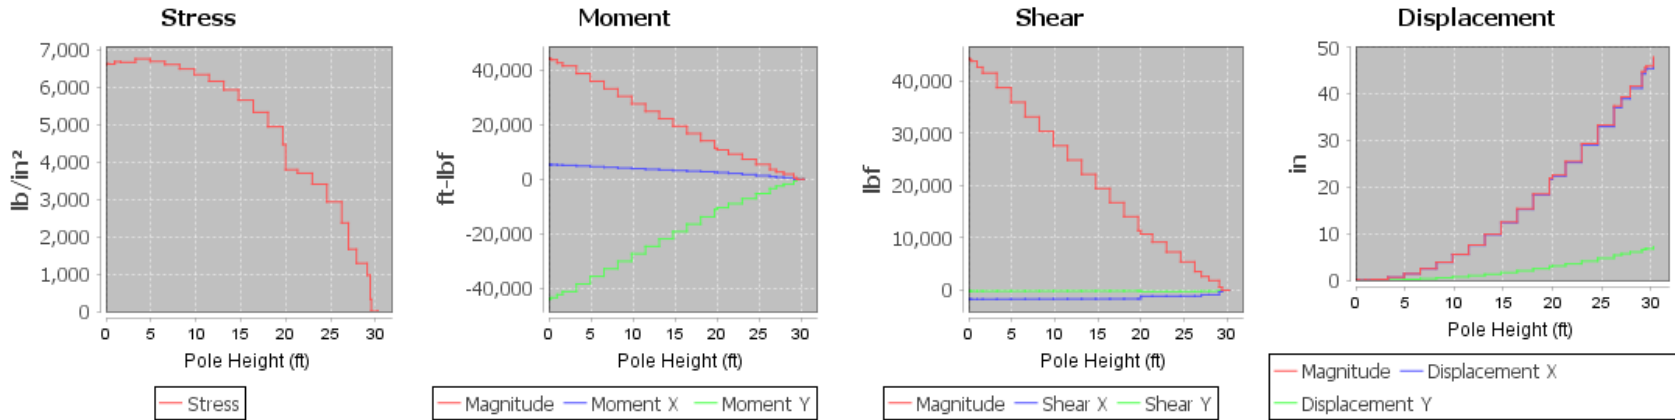 Stress
7,000
6,000
5,000
4,000
3,000
2,000
1,000
0
lb/in²
0 5 10 15 20 25 30
Pole Height (ft)
Stress
Moment
40,000
20,000
0
-20,000
-40,000
ft-lbf
0 5 10 15 20 25 30
Pole Height (ft)
Magnitude Moment X Moment Y
Shear
40,000
30,000
20,000
10,000
0
lbf
0 5 10 15 20 25 30
Pole Height (ft)
Magnitude Shear X Shear Y
Displacement
50
40
30
20
10
0
in
0 5 10 15 20 25 30
Pole Height (ft)
Magnitude Displacement X
Displacement Y